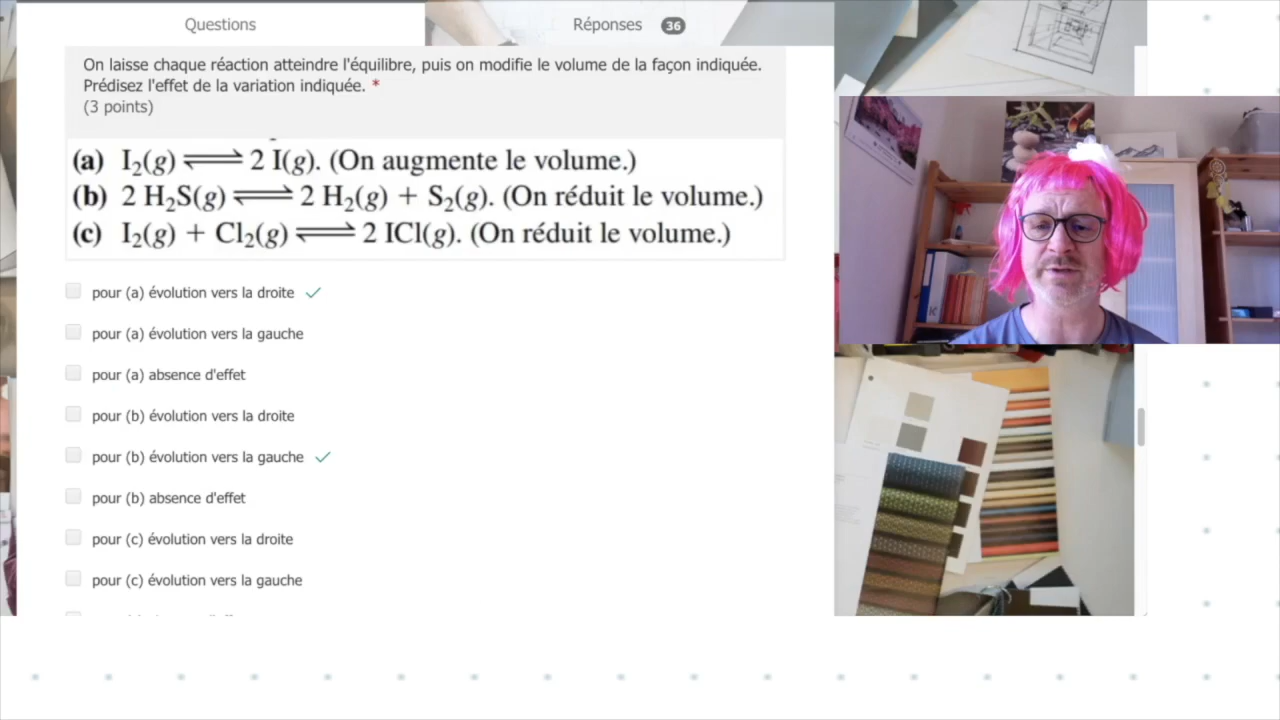 Questions
Réponses 36
On laisse chaque réaction atteindre l'équilibre, puis on modifie le volume de la façon indiquée.
Prédisez l'effet de la variation indiquée. *
(3 points)
(a) I₂(g) ⇌ 2 I(g). (On augmente le volume.)
(b) 2 H₂S(g) ⇌ 2 H₂(g) + S₂(g). (On réduit le volume.)
(c) I₂(g) + Cl₂(g) ⇌ 2 ICl(g). (On réduit le volume.)
pour (a) évolution vers la droite ✓
pour (a) évolution vers la gauche
pour (a) absence d'effet
pour (b) évolution vers la droite
pour (b) évolution vers la gauche ✓
pour (b) absence d'effet
pour (c) évolution vers la droite
pour (c) évolution vers la gauche